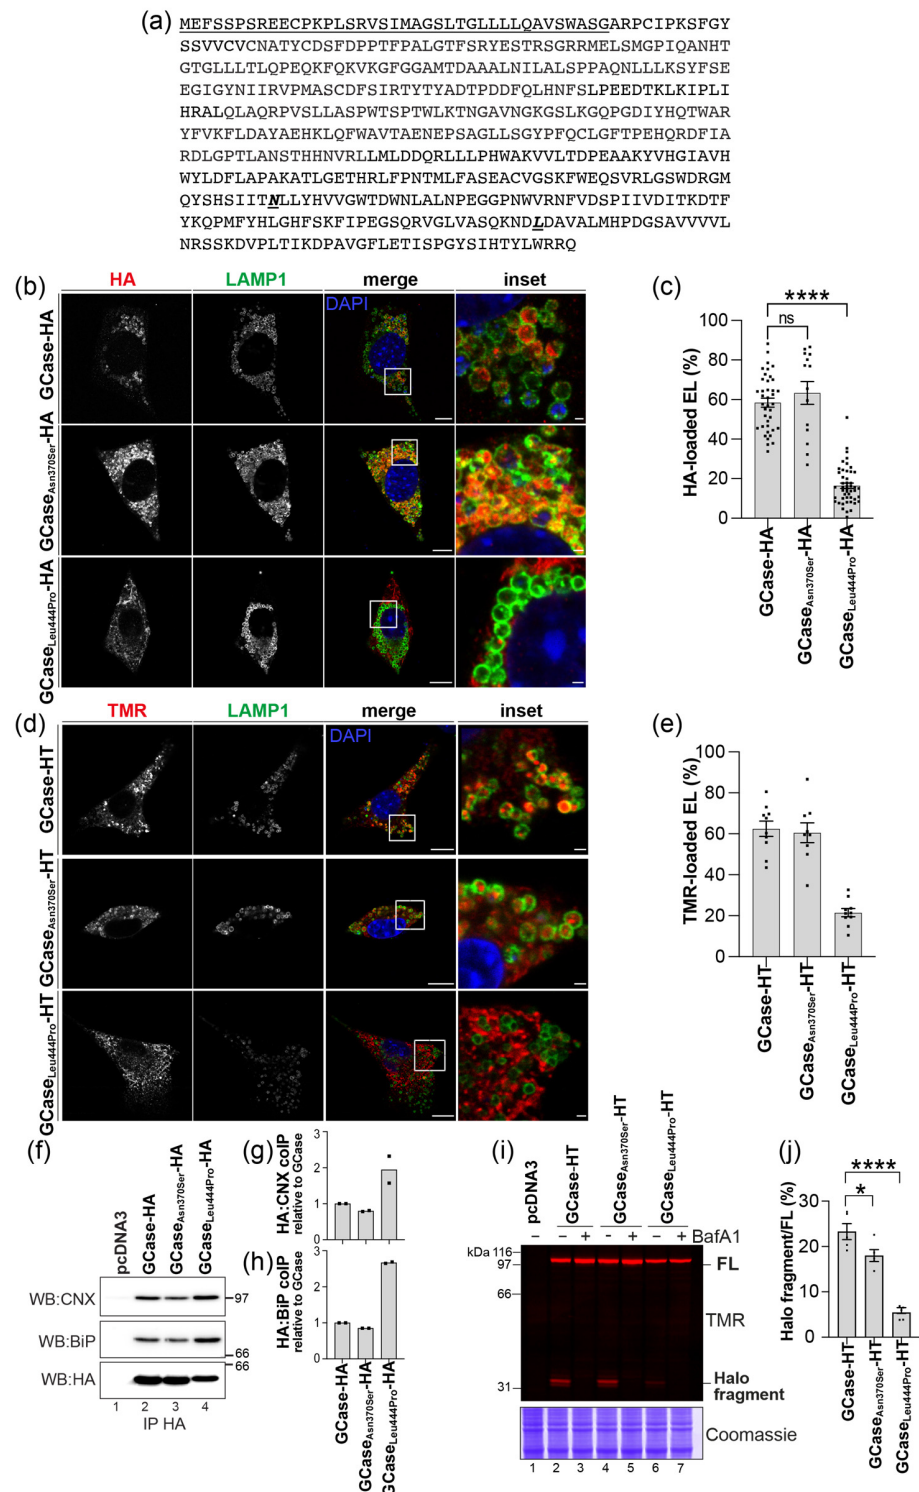 (a)
MEFSSPSREECPKPLSRVSIMAGSLTGLLLLQAVSWASGARPCIPKSFGY
SSVVCVCNATYCDSFDPPTFPALGTFSRYESTRSGRRMELSMGPIQANHT
GTGLLLTLQPEQKFQKVKGFGGAMTDAAALNILALSPPAQNLLLKSYFSE
EGIGYNIIRVPMASCDFSIRTYTYADTPDDFQLHNFSLPEEDTKLKIPLI
HRALQLAQRPVSLLASPWTSPTWLKTNGAVNGKGSLKGQPGDIYHQTWAR
YFVKFLDAYAEHKLQFWAVTAENEPSAGLLSGYPFQCLGFTPEHQRDFIA
RDLGPTLANSTHHNVRLLMLDDQRLLLPHWAKVVLTDPEAAKYVHGIAVH
WYLDFLAPAKATLGETHRLFPNTMLFASEACVGSKFWEQSVRLGSWDRGM
QYSHSIITNLLYHVVGWTDWNLALNPEGGPNWVRNFVDSPIIVDITKDTF
YKQPMFYHLGHFSKFIPEGSQRVGLVASQKNDLDAVALMHPDGSAVVVVL
NRSSKDVPLTIKDPAVGFLETISPGYSIHTYLWRRQ
(b)
HA LAMP1 merge inset
DAPI
GCase-HA
GCaseAsn370Ser-HA
GCaseLeu444Pro-HA
(c)
****
ns
HA-loaded EL (%)
100
80
60
40
20
0
GCase-HA
GCaseAsn370Ser-HA
GCaseLeu444Pro-HA
(d)
TMR LAMP1 merge inset
DAPI
GCase-HT
GCaseAsn370Ser-HT
GCaseLeu444Pro-HT
(e)
TMR-loaded EL (%)
100
80
60
40
20
0
GCase-HT
GCaseAsn370Ser-HT
GCaseLeu444Pro-HT
(f)
pcDNA3
GCase-HA
GCaseAsn370Ser-HA
GCaseLeu444Pro-HA
WB:CNX
97
WB:BiP
66
66
WB:HA
1 2 3 4
IP HA
(g)
HA:CNX coIP
relative to GCase
3
2
1
0
(h)
HA:BiP coIP
relative to GCase
3
2
1
0
GCase-HA
GCaseAsn370Ser-HA
GCaseLeu444Pro-HA
(i)
pcDNA3
GCase-HT
GCaseAsn370Ser-HT
GCaseLeu444Pro-HT
- - + - + - + BafA1
kDa 116
97
FL
66
TMR
31
Halo
fragment
Coomassie
1 2 3 4 5 6 7
(j)
****
*
Halo fragment/FL (%)
30
20
10
0
GCase-HT
GCaseAsn370Ser-HT
GCaseLeu444Pro-HT